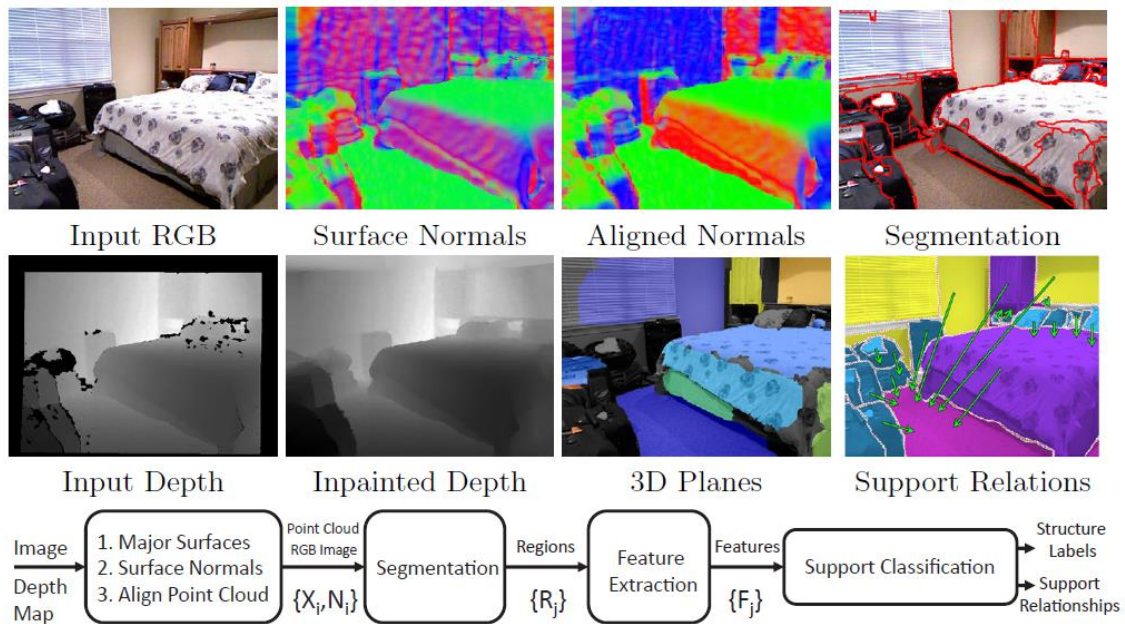 Input RGB
Surface Normals
Aligned Normals
Segmentation
Input Depth
Inpainted Depth
3D Planes
Support Relations
Image
Depth
Map
1. Major Surfaces
2. Surface Normals
3. Align Point Cloud
Point Cloud
RGB Image
{Xi,Ni}
Segmentation
Regions
{Rj}
Feature
Extraction
Features
{Fj}
Support Classification
Structure
Labels
Support
Relationships